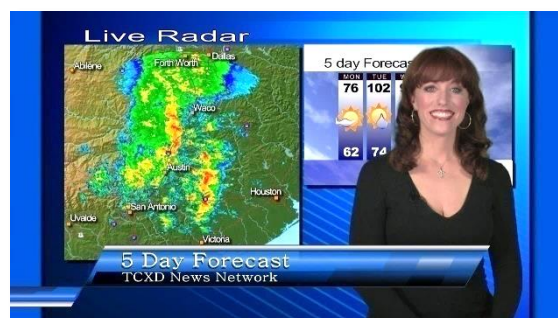 Live Radar
Abilene
Forth Worth
Dallas
Waco
Austin
Houston
San Antonio
Uvalde
Victoria
5 day Forecast
MON TUE W
76 102
62 74
5 Day Forecast
TCXD News Network